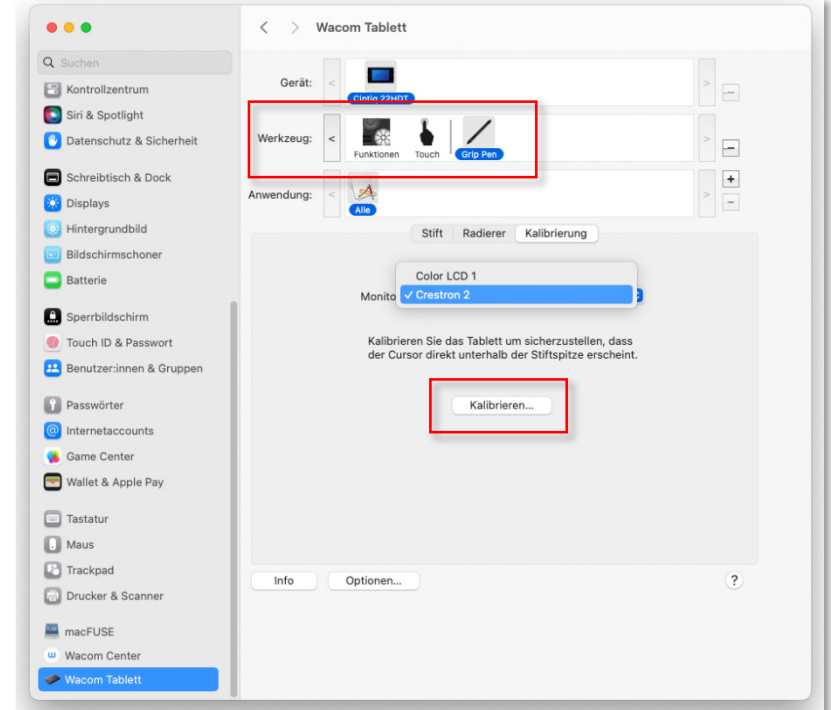 Wacom Tablett
Suchen
Kontrollzentrum
Siri & Spotlight
Datenschutz & Sicherheit
Schreibtisch & Dock
Displays
Hintergrundbild
Bildschirmschoner
Batterie
Sperrbildschirm
Touch ID & Passwort
Benutzer:innen & Gruppen
Passwörter
Internetaccounts
Game Center
Wallet & Apple Pay
Tastatur
Maus
Trackpad
Drucker & Scanner
macFUSE
Wacom Center
Wacom Tablett
Gerät:
Cintiq 22HDT
Werkzeug:
Funktionen Touch Grip Pen
Anwendung:
Alle
Stift Radierer Kalibrierung
Color LCD 1
Monito ✓ Crestron 2
Kalibrieren Sie das Tablett um sicherzustellen, dass
der Cursor direkt unterhalb der Stiftspitze erscheint.
Kalibrieren...
Info Optionen... ?